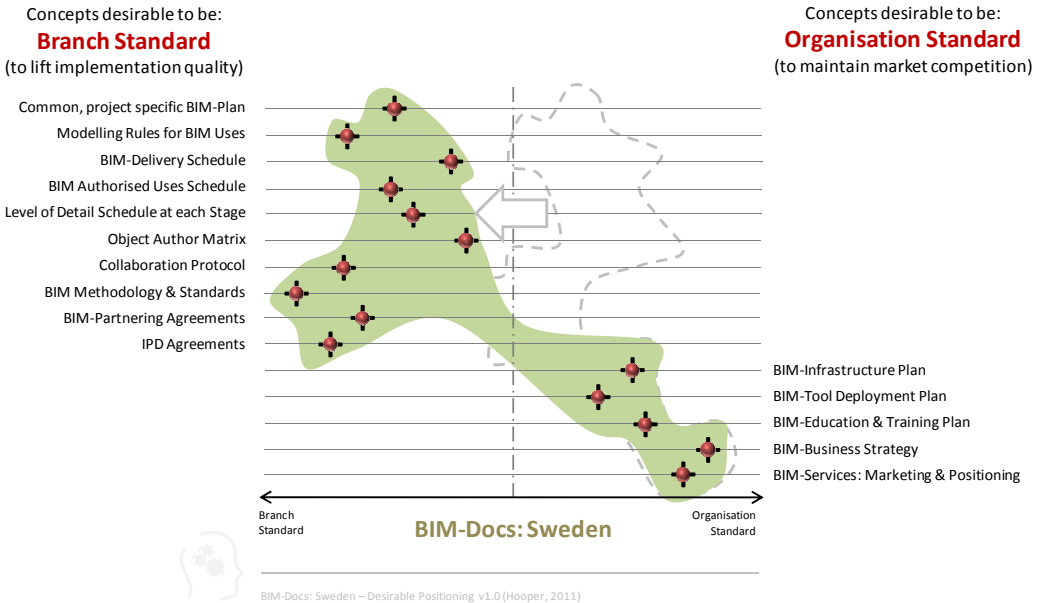 Concepts desirable to be:
Branch Standard
(to lift implementation quality)
Concepts desirable to be:
Organisation Standard
(to maintain market competition)
Common, project specific BIM-Plan
Modelling Rules for BIM Uses
BIM-Delivery Schedule
BIM Authorised Uses Schedule
Level of Detail Schedule at each Stage
Object Author Matrix
Collaboration Protocol
BIM Methodology & Standards
BIM-Partnering Agreements
IPD Agreements
BIM-Infrastructure Plan
BIM-Tool Deployment Plan
BIM-Education & Training Plan
BIM-Business Strategy
BIM-Services: Marketing & Positioning
Branch
Standard
BIM-Docs: Sweden
Organisation
Standard
BIM-Docs: Sweden – Desirable Positioning v1.0 (Hooper, 2011)